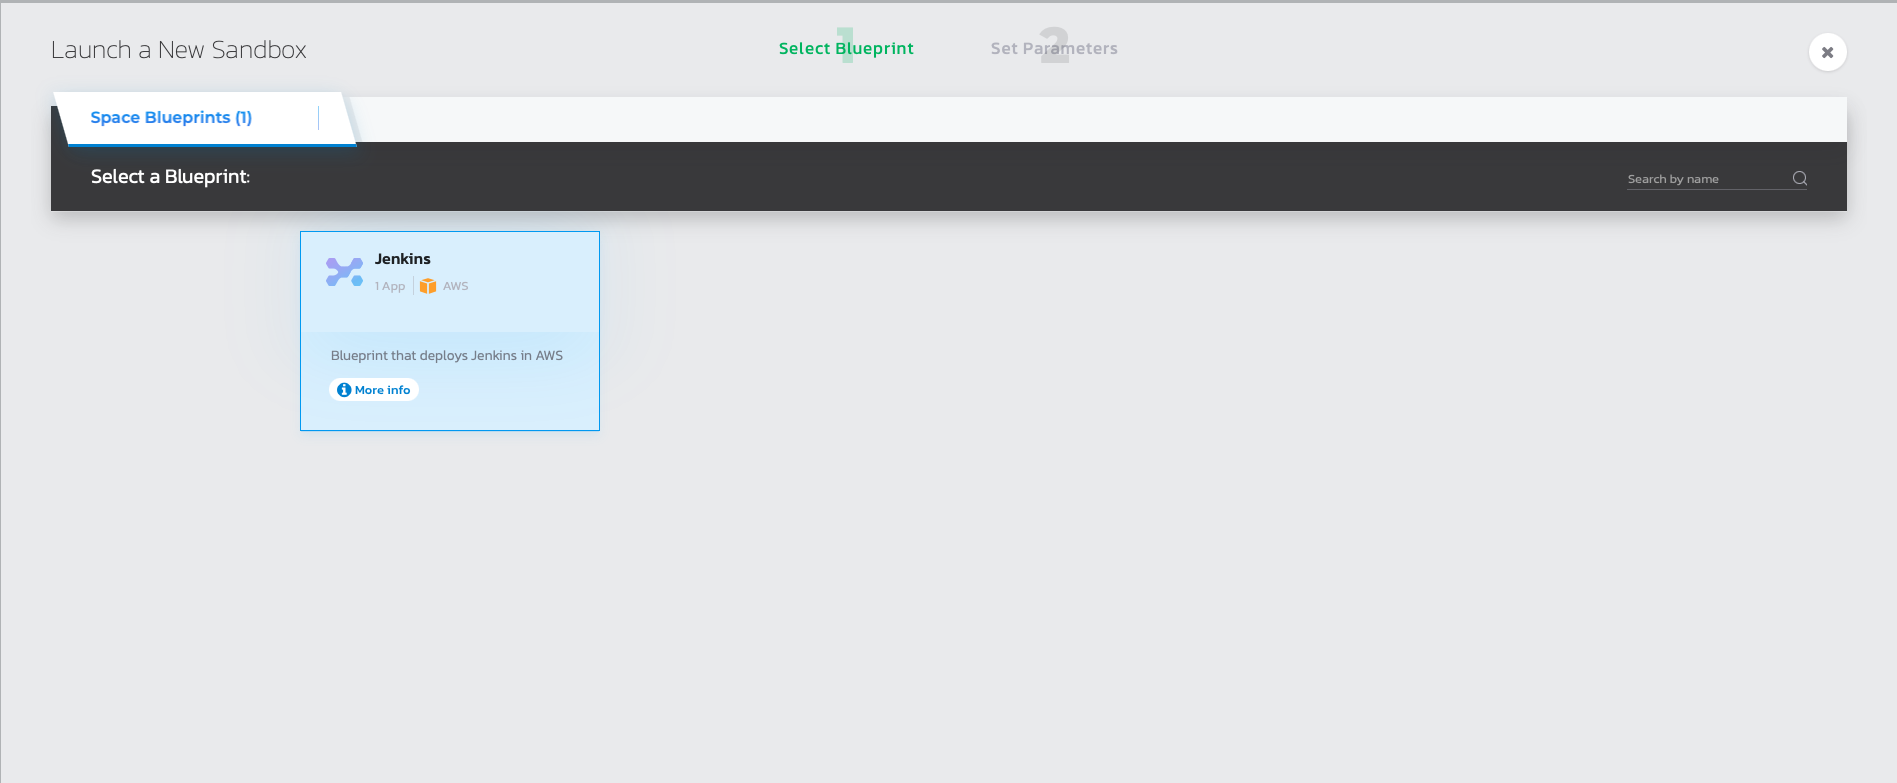 Launch a New Sandbox
1
Select Blueprint
2
Set Parameters
Space Blueprints (1)
Select a Blueprint:
Search by name
Jenkins
1 App
AWS
Blueprint that deploys Jenkins in AWS
More info